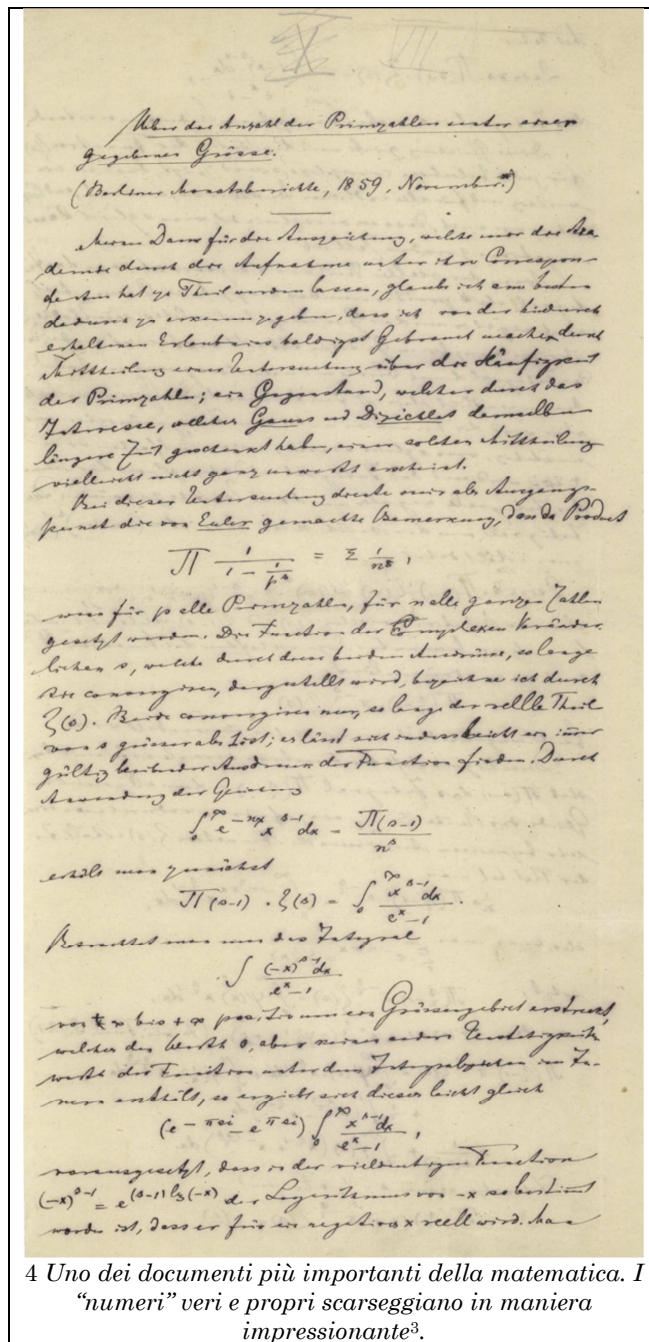 Über die Anzahl der Primzahlen unter einer
gegebenen Grösse.
(Berliner Monatsberichte, 1859, November.)
Meinen Dank für die Auszeichnung, welche mir die Aka-
demie durch die Aufnahme unter ihre Correspon-
denten hat zu Theil werden lassen, glaube ich am besten
dadurch zu erkennen zu geben, dass ich von der hiedurch
erhaltenen Erlaubniss baldigst Gebrauch mache durch
Mittheilung einer Untersuchung über die Häufigkeit
der Primzahlen; ein Gegenstand, welcher durch das
Interesse, welches Gauss und Dirichlet demselben
längere Zeit geschenkt haben, einer solchen Mittheilung
vielleicht nicht ganz unwerth erscheint.
Bei dieser Untersuchung diente mir als Ausgangs-
punct die von Euler gemachte Bemerkung, dass das Product
∏ 1/(1 − 1/p^s) = Σ 1/n^s,
wenn für p alle Primzahlen, für n alle ganzen Zahlen
gesetzt werden. Die Function der complexen Veränder-
lichen s, welche durch diese beiden Ausdrücke, so lange
sie convergiren, dargestellt wird, bezeichne ich durch
ζ(s). Beide convergiren nur, so lange der reelle Theil
von s grösser als 1 ist; es lässt sich indess leicht ein immer
gültig bleibender Ausdruck der Function finden. Durch
Anwendung der Gleichung
∫₀^∞ e^(−nx) x^(s−1) dx = ∏(s−1)/n^s
erhält man zunächst
∏(s−1) . ζ(s) = ∫₀^∞ x^(s−1) dx/(e^x − 1).
Betrachtet man nun das Integral
∫ (−x)^(s−1) dx/(e^x − 1)
von + ∞ bis + ∞ positiv um ein Grössengebiet erstreckt,
welches den Werth 0, aber keinen andern Unstetigkeits
werth der Function unter dem Integralzeichen im In-
nern enthält, so ergiebt sich dieses leicht gleich
(e^(−πsi) − e^(πsi)) ∫₀^∞ x^(s−1) dx/(e^x − 1),
vorausgesetzt, dass in der vieldeutigen Function
(−x)^(s−1) = e^((s−1) lg(−x)) der Logarithmus von −x so bestimmt
worden ist, dass er für ein negatives x reell wird. Man
4 Uno dei documenti più importanti della matematica. I
“numeri” veri e propri scarseggiano in maniera
impressionante³.